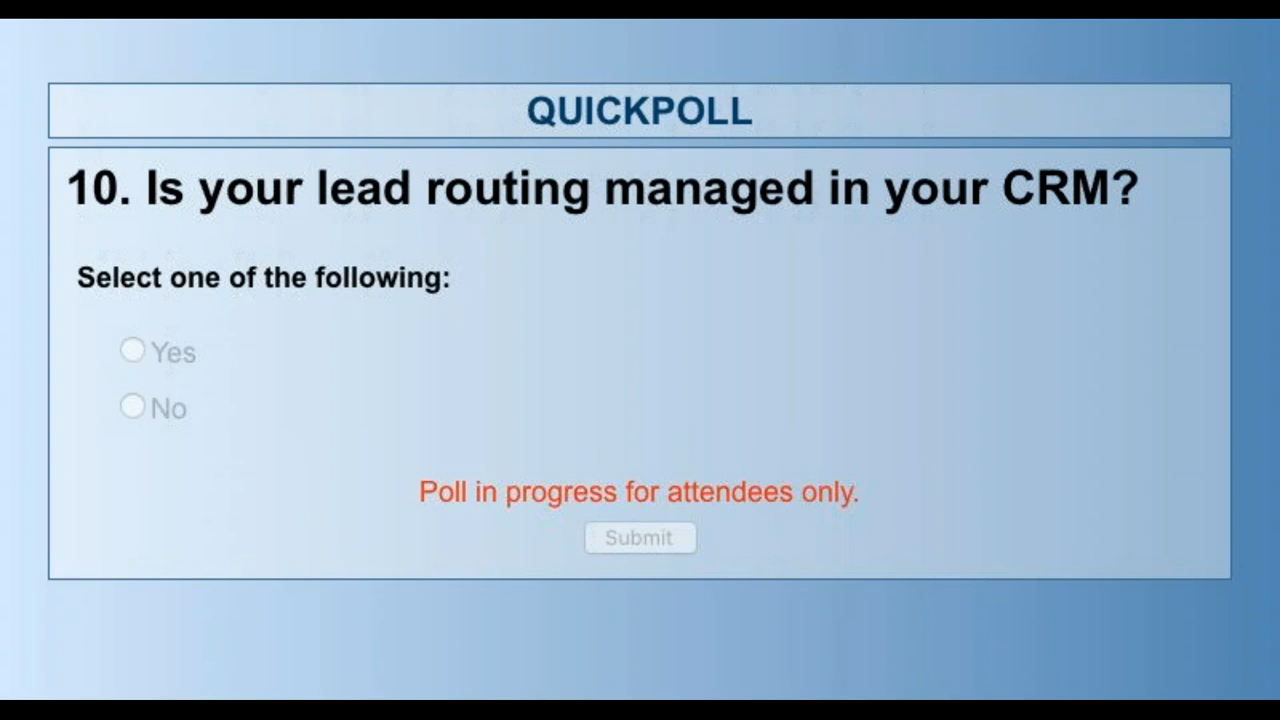 QUICKPOLL
10. Is your lead routing managed in your CRM?
Select one of the following:
Yes
No
Poll in progress for attendees only.
Submit